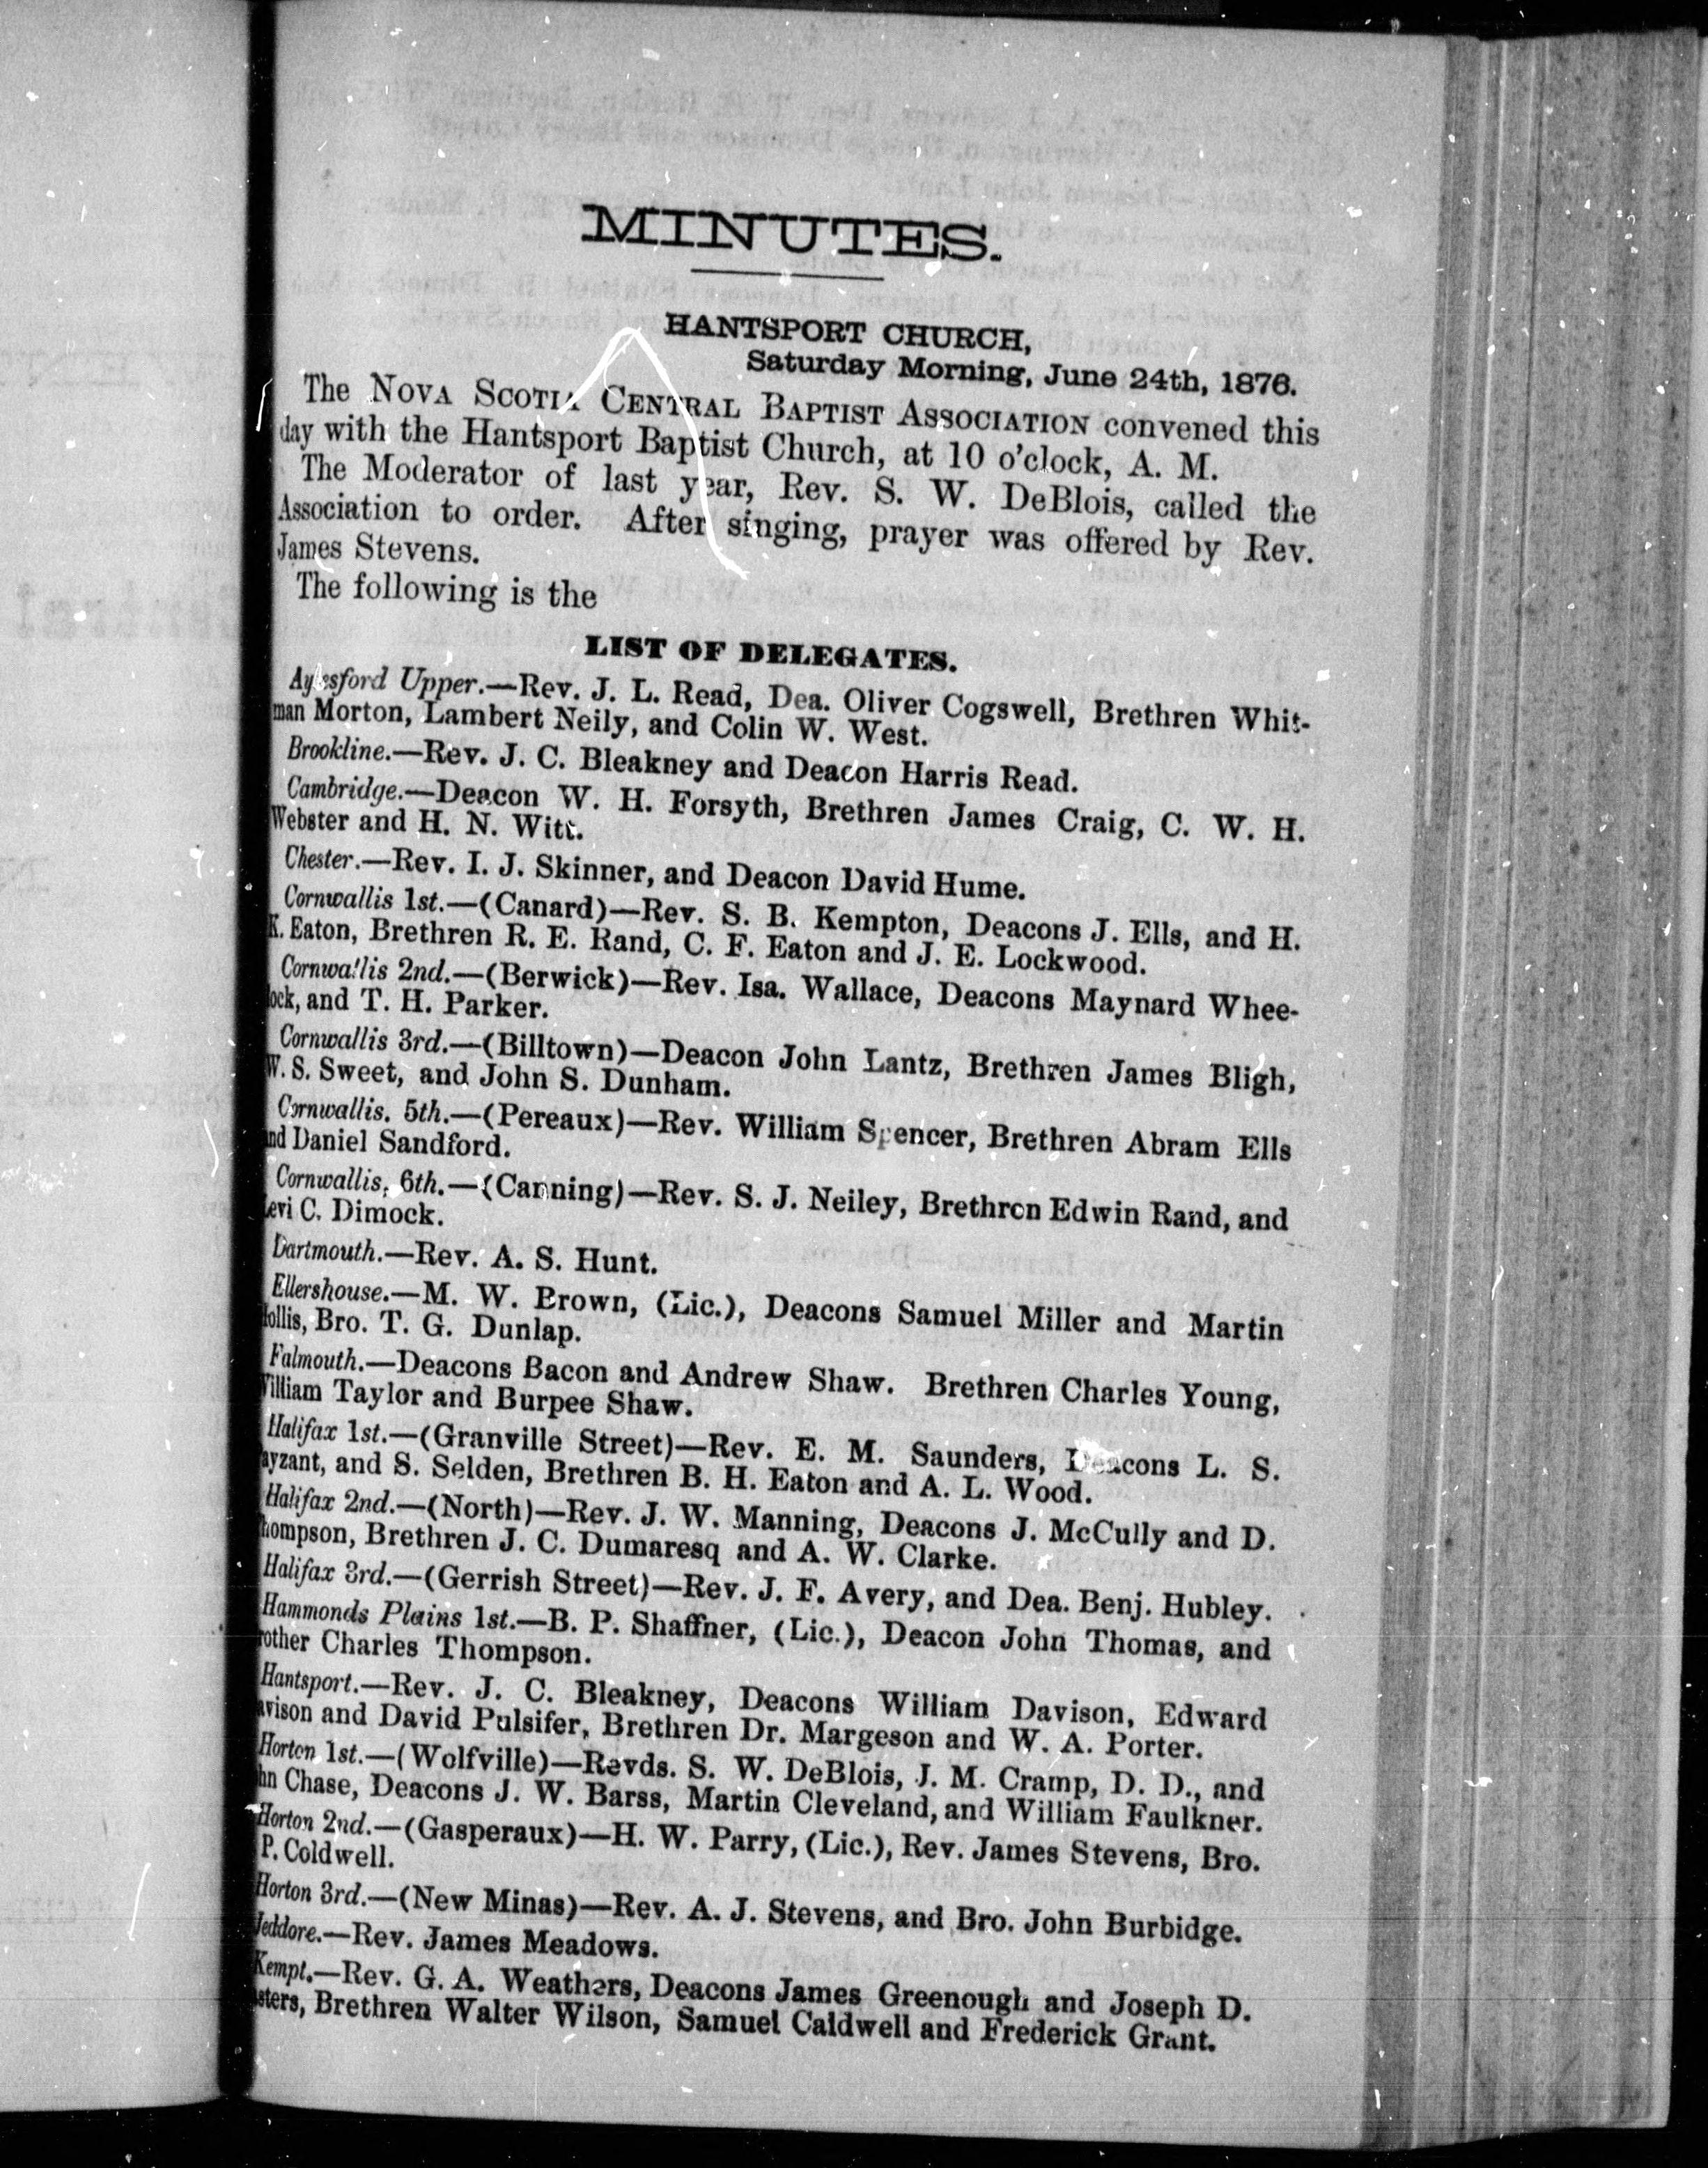 MINUTES.
HANTSPORT CHURCH,
Saturday Morning, June 24th, 1876.
The NOVA SCOTIA CENTRAL BAPTIST ASSOCIATION convened this
day with the Hantsport Baptist Church, at 10 o'clock, A. M.
The Moderator of last year, Rev. S. W. DeBlois, called the
Association to order. After singing, prayer was offered by Rev.
James Stevens.
The following is the
LIST OF DELEGATES.
Aylesford Upper.—Rev. J. L. Read, Dea. Oliver Cogswell, Brethren Whit-
man Morton, Lambert Neily, and Colin W. West.
Brookline.—Rev. J. C. Bleakney and Deacon Harris Read.
Cambridge.—Deacon W. H. Forsyth, Brethren James Craig, C. W. H.
Webster and H. N. Witt.
Chester.—Rev. I. J. Skinner, and Deacon David Hume.
Cornwallis 1st.—(Canard)—Rev. S. B. Kempton, Deacons J. Ells, and H.
K. Eaton, Brethren R. E. Rand, C. F. Eaton and J. E. Lockwood.
Cornwallis 2nd.—(Berwick)—Rev. Isa. Wallace, Deacons Maynard Whee-
lock, and T. H. Parker.
Cornwallis 3rd.—(Billtown)—Deacon John Lantz, Brethren James Bligh,
W. S. Sweet, and John S. Dunham.
Cornwallis. 5th.—(Pereaux)—Rev. William Spencer, Brethren Abram Ells
and Daniel Sandford.
Cornwallis, 6th.—(Canning)—Rev. S. J. Neiley, Brethren Edwin Rand, and
Levi C. Dimock.
Dartmouth.—Rev. A. S. Hunt.
Ellershouse.—M. W. Brown, (Lic.), Deacons Samuel Miller and Martin
Hollis, Bro. T. G. Dunlap.
Falmouth.—Deacons Bacon and Andrew Shaw. Brethren Charles Young,
William Taylor and Burpee Shaw.
Halifax 1st.—(Granville Street)—Rev. E. M. Saunders, Deacons L. S.
ayzant, and S. Selden, Brethren B. H. Eaton and A. L. Wood.
Halifax 2nd.—(North)—Rev. J. W. Manning, Deacons J. McCully and D.
hompson, Brethren J. C. Dumaresq and A. W. Clarke.
Halifax 3rd.—(Gerrish Street)—Rev. J. F. Avery, and Dea. Benj. Hubley.
Hammonds Plains 1st.—B. P. Shaffner, (Lic.), Deacon John Thomas, and
rother Charles Thompson.
Hantsport.—Rev. J. C. Bleakney, Deacons William Davison, Edward
avison and David Pulsifer, Brethren Dr. Margeson and W. A. Porter.
Horton 1st.—(Wolfville)—Revds. S. W. DeBlois, J. M. Cramp, D. D., and
hn Chase, Deacons J. W. Barss, Martin Cleveland, and William Faulkner.
Horton 2nd.—(Gasperaux)—H. W. Parry, (Lic.), Rev. James Stevens, Bro.
P. Coldwell.
Horton 3rd.—(New Minas)—Rev. A. J. Stevens, and Bro. John Burbidge.
Jeddore.—Rev. James Meadows.
Kempt.—Rev. G. A. Weathers, Deacons James Greenough and Joseph D.
sters, Brethren Walter Wilson, Samuel Caldwell and Frederick Grant.